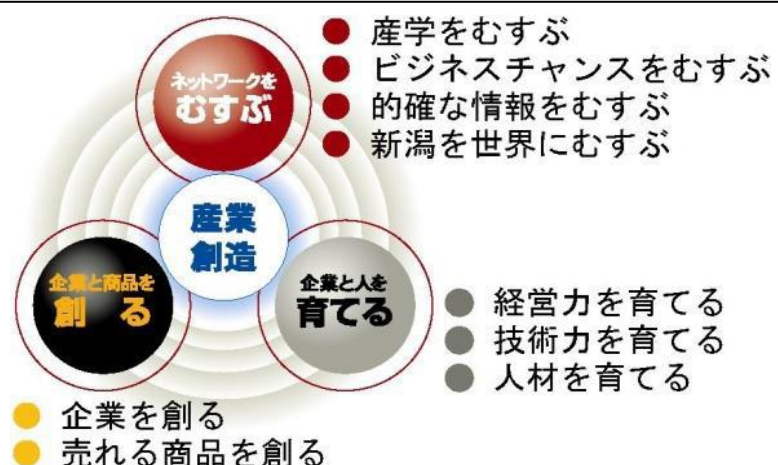 ネットワークを
むすぶ
● 産学をむすぶ
● ビジネスチャンスをむすぶ
● 的確な情報をむすぶ
● 新潟を世界にむすぶ
産業
創造
企業と商品を
創る
企業と人を
育てる
● 経営力を育てる
● 技術力を育てる
● 人材を育てる
● 企業を創る
● 売れる商品を創る